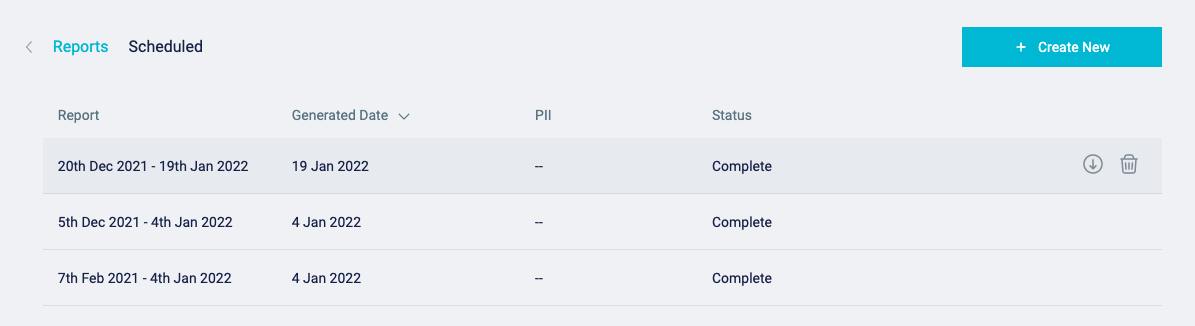 Reports Scheduled
+ Create New
Report Generated Date PII Status
20th Dec 2021 - 19th Jan 2022 19 Jan 2022 -- Complete
5th Dec 2021 - 4th Jan 2022 4 Jan 2022 -- Complete
7th Feb 2021 - 4th Jan 2022 4 Jan 2022 -- Complete